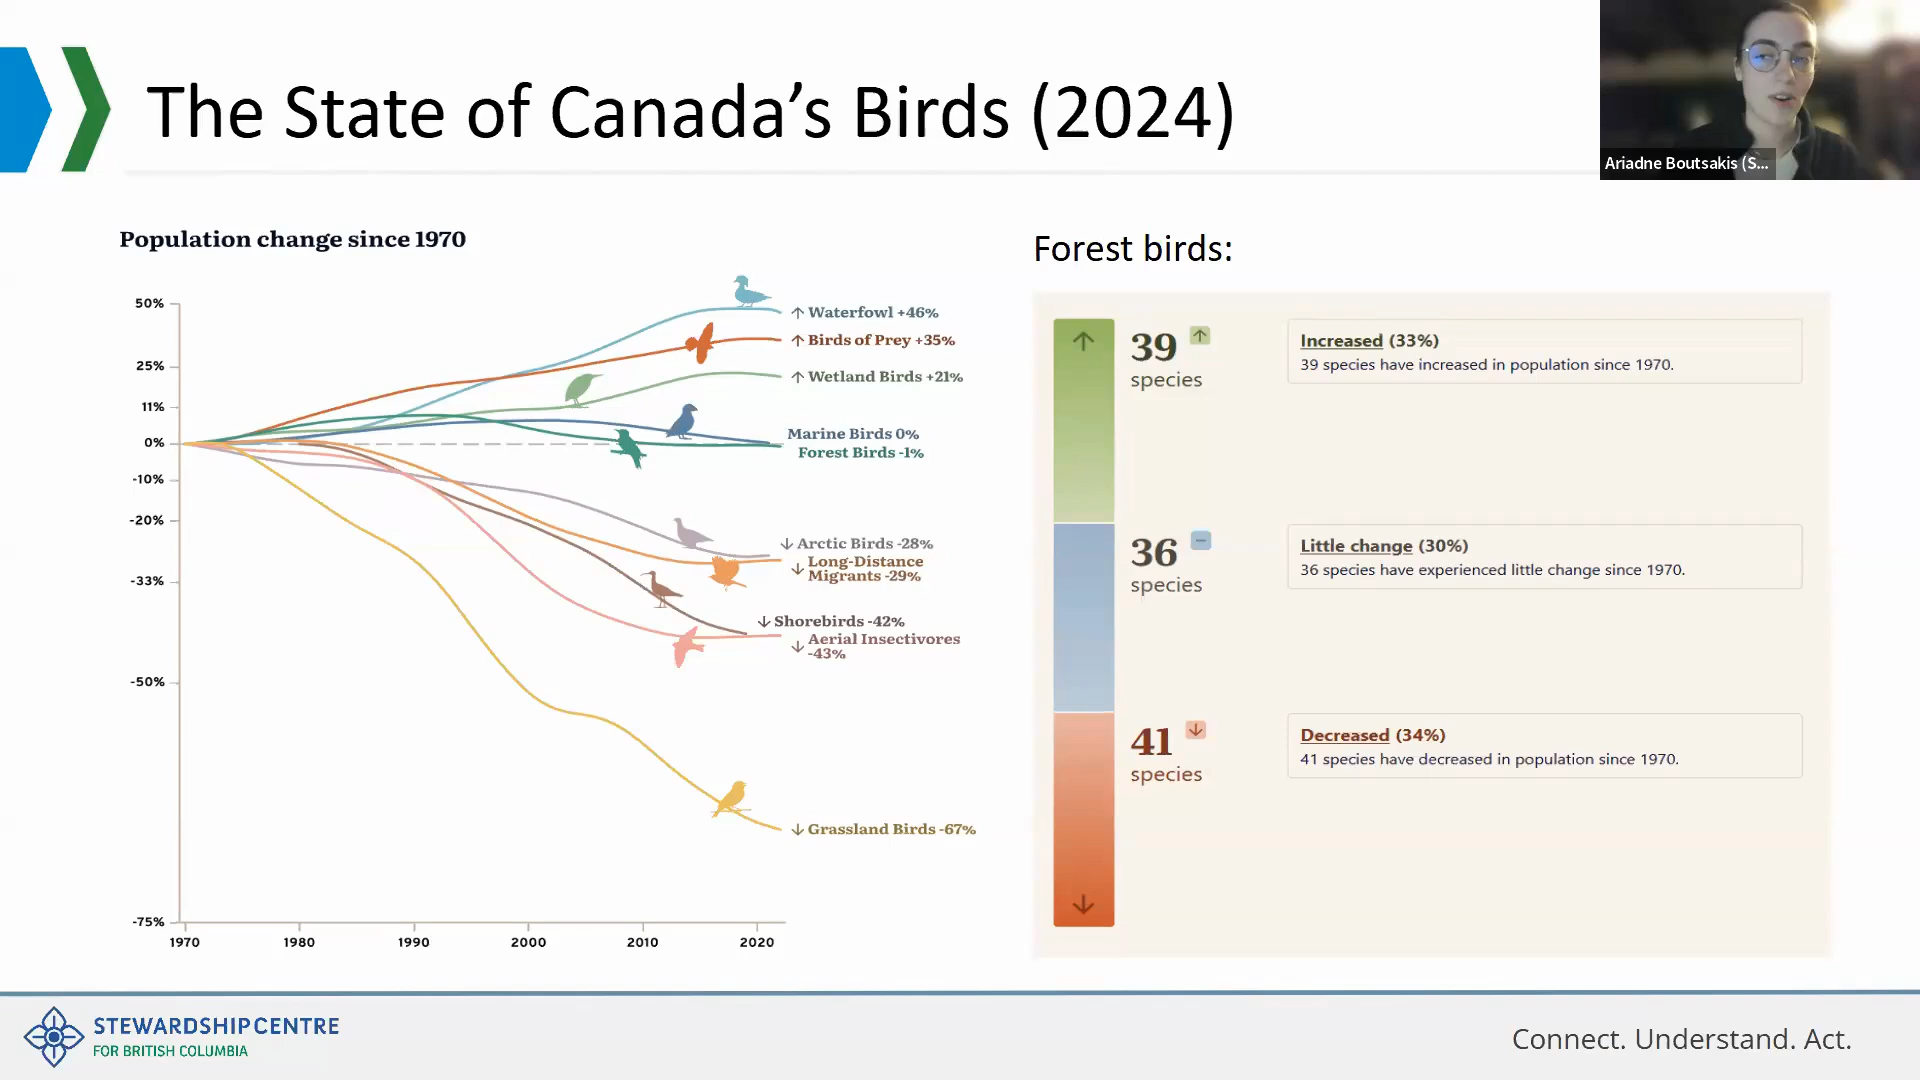 The State of Canada’s Birds (2024)
Ariadne Boutsakis (S...
Population change since 1970
50%
25%
11%
0%
-10%
-20%
-33%
-50%
-75%
1970
1980
1990
2000
2010
2020
↑ Waterfowl +46%
↑ Birds of Prey +35%
↑ Wetland Birds +21%
Marine Birds 0%
Forest Birds -1%
↓ Arctic Birds -28%
↓ Long-Distance
Migrants -29%
↓ Shorebirds -42%
↓ Aerial Insectivores
-43%
↓ Grassland Birds -67%
Forest birds:
39
species
Increased (33%)
39 species have increased in population since 1970.
36
species
Little change (30%)
36 species have experienced little change since 1970.
41
species
Decreased (34%)
41 species have decreased in population since 1970.
STEWARDSHIP CENTRE
FOR BRITISH COLUMBIA
Connect. Understand. Act.